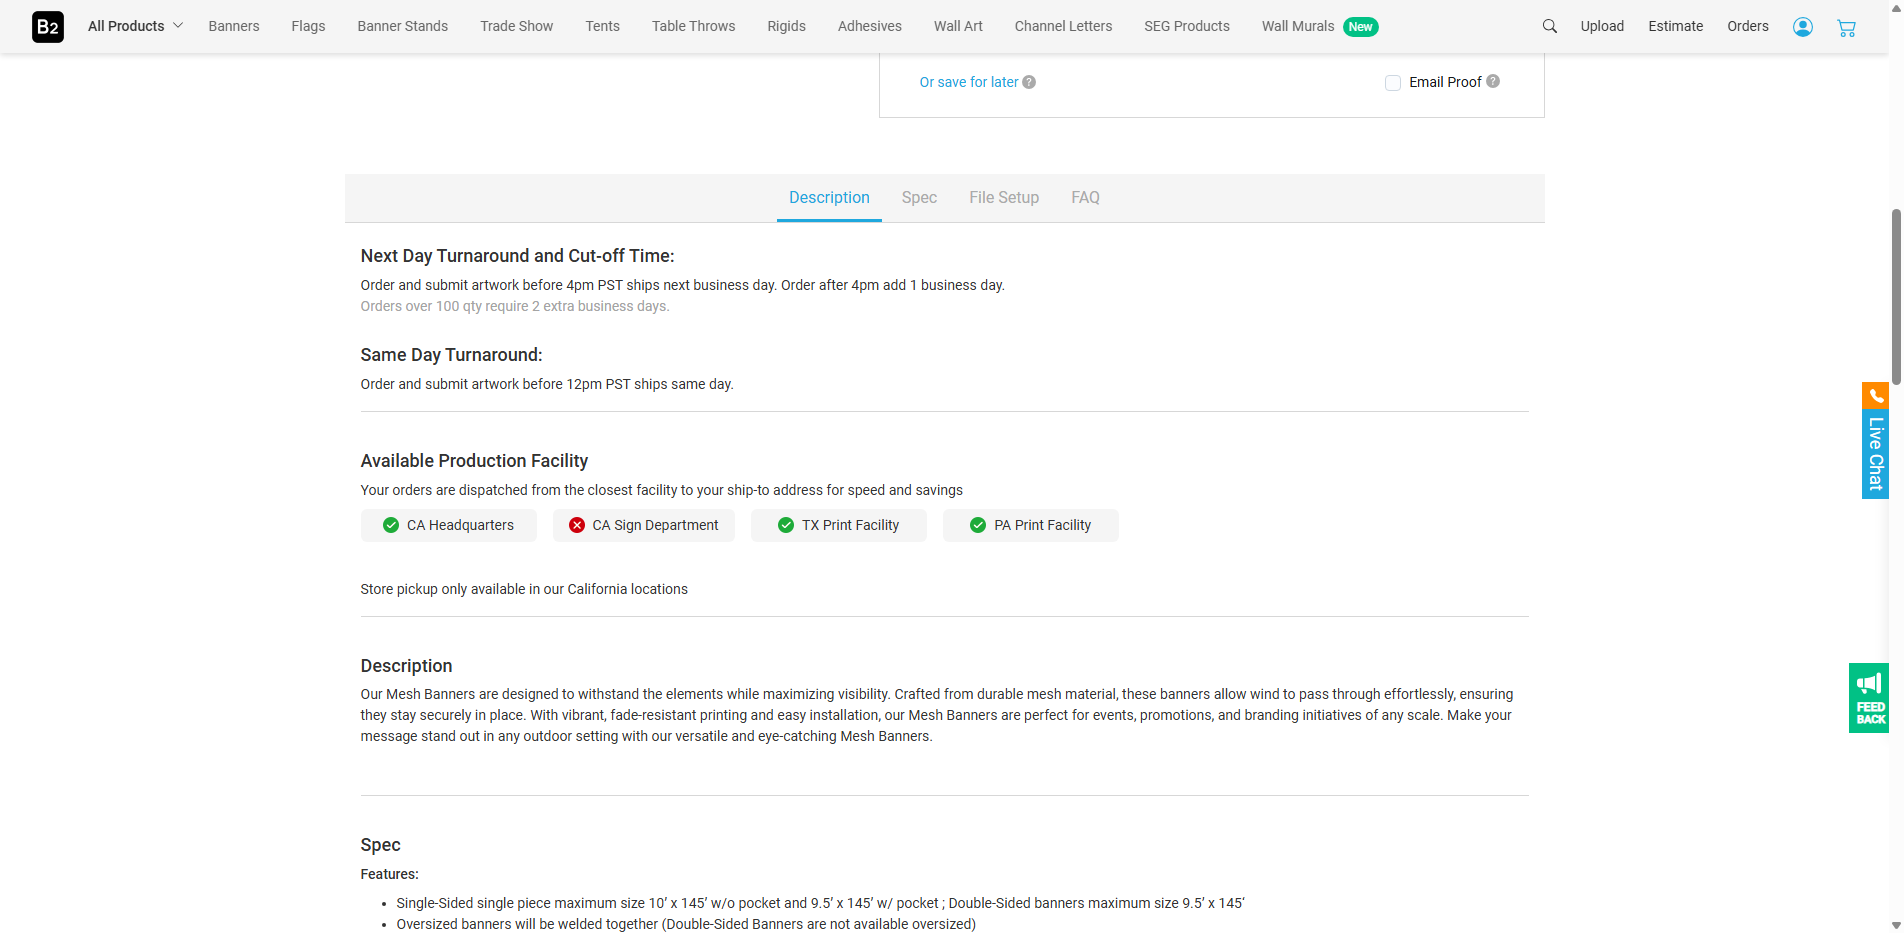 B2 All Products Banners Flags Banner Stands Trade Show Tents Table Throws Rigids Adhesives Wall Art Channel Letters SEG Products Wall Murals New Upload Estimate Orders
Or save for later ? Email Proof ?
Description Spec File Setup FAQ
Next Day Turnaround and Cut-off Time:
Order and submit artwork before 4pm PST ships next business day. Order after 4pm add 1 business day.
Orders over 100 qty require 2 extra business days.
Same Day Turnaround:
Order and submit artwork before 12pm PST ships same day.
Live Chat
Available Production Facility
Your orders are dispatched from the closest facility to your ship-to address for speed and savings
CA Headquarters CA Sign Department TX Print Facility PA Print Facility
Store pickup only available in our California locations
Description
Our Mesh Banners are designed to withstand the elements while maximizing visibility. Crafted from durable mesh material, these banners allow wind to pass through effortlessly, ensuring
they stay securely in place. With vibrant, fade-resistant printing and easy installation, our Mesh Banners are perfect for events, promotions, and branding initiatives of any scale. Make your
message stand out in any outdoor setting with our versatile and eye-catching Mesh Banners.
FEED
BACK
Spec
Features:
• Single-Sided single piece maximum size 10’ x 145’ w/o pocket and 9.5’ x 145’ w/ pocket ; Double-Sided banners maximum size 9.5’ x 145‘
• Oversized banners will be welded together (Double-Sided Banners are not available oversized)